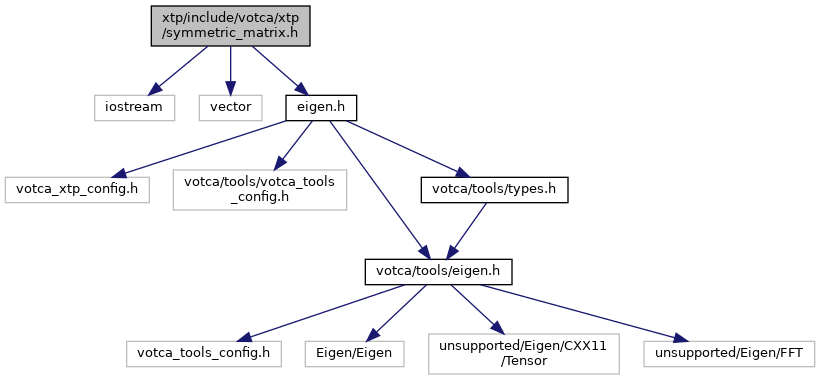 xtp/include/votca/xtp
/symmetric_matrix.h
iostream
vector
eigen.h
votca_xtp_config.h
votca/tools/votca_tools
_config.h
votca/tools/types.h
votca/tools/eigen.h
votca_tools_config.h
Eigen/Eigen
unsupported/Eigen/CXX11
/Tensor
unsupported/Eigen/FFT